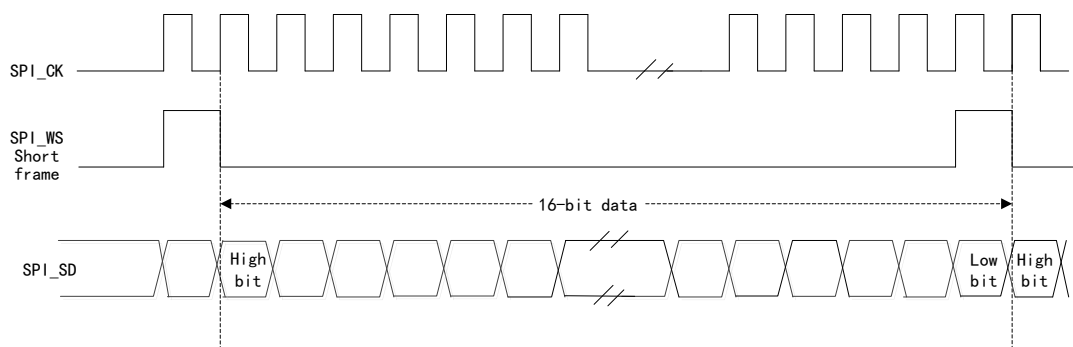 SPI_CK
SPI_WS
Short
frame
16-bit data
SPI_SD
High
bit
Low
bit
High
bit